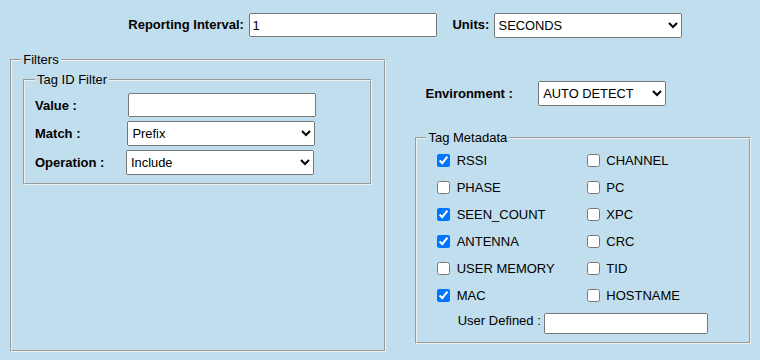 Reporting Interval: 1 Units: SECONDS
Filters
Tag ID Filter
Value :
Match : Prefix
Operation : Include
Environment : AUTO DETECT
Tag Metadata
RSSI CHANNEL
PHASE PC
SEEN_COUNT XPC
ANTENNA CRC
USER MEMORY TID
MAC HOSTNAME
User Defined :